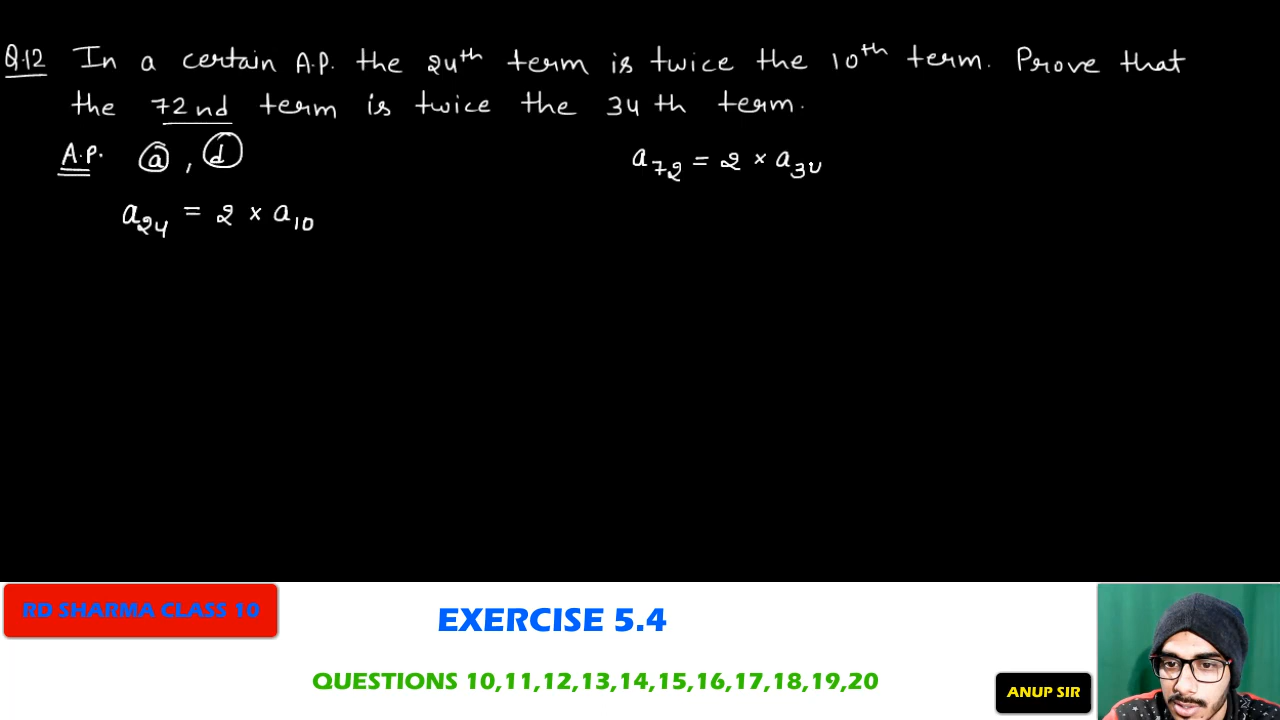 Q.12 In a certain A.P. the 24th term is twice the 10th term. Prove that
the 72nd term is twice the 34th term.
A.P. a, d
a72 = 2 × a34
a24 = 2 × a10
RD SHARMA CLASS 10
EXERCISE 5.4
QUESTIONS 10,11,12,13,14,15,16,17,18,19,20
ANUP SIR